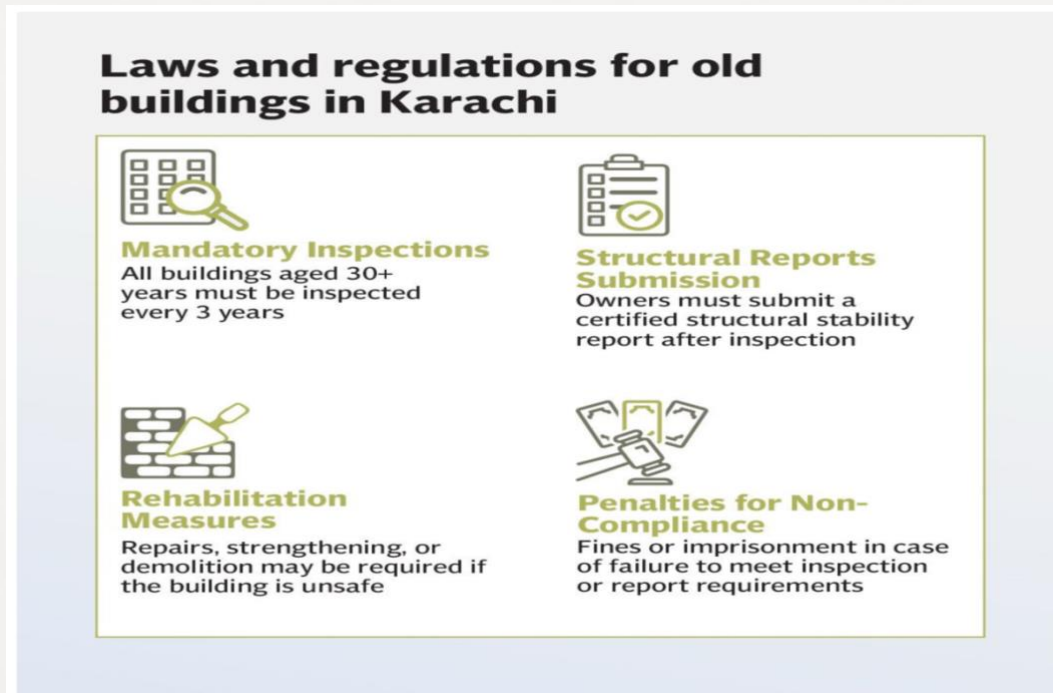 Laws and regulations for old
buildings in Karachi
Mandatory Inspections
All buildings aged 30+
years must be inspected
every 3 years
Structural Reports
Submission
Owners must submit a
certified structural stability
report after inspection
Rehabilitation
Measures
Repairs, strengthening, or
demolition may be required if
the building is unsafe
Penalties for Non-
Compliance
Fines or imprisonment in case
of failure to meet inspection
or report requirements